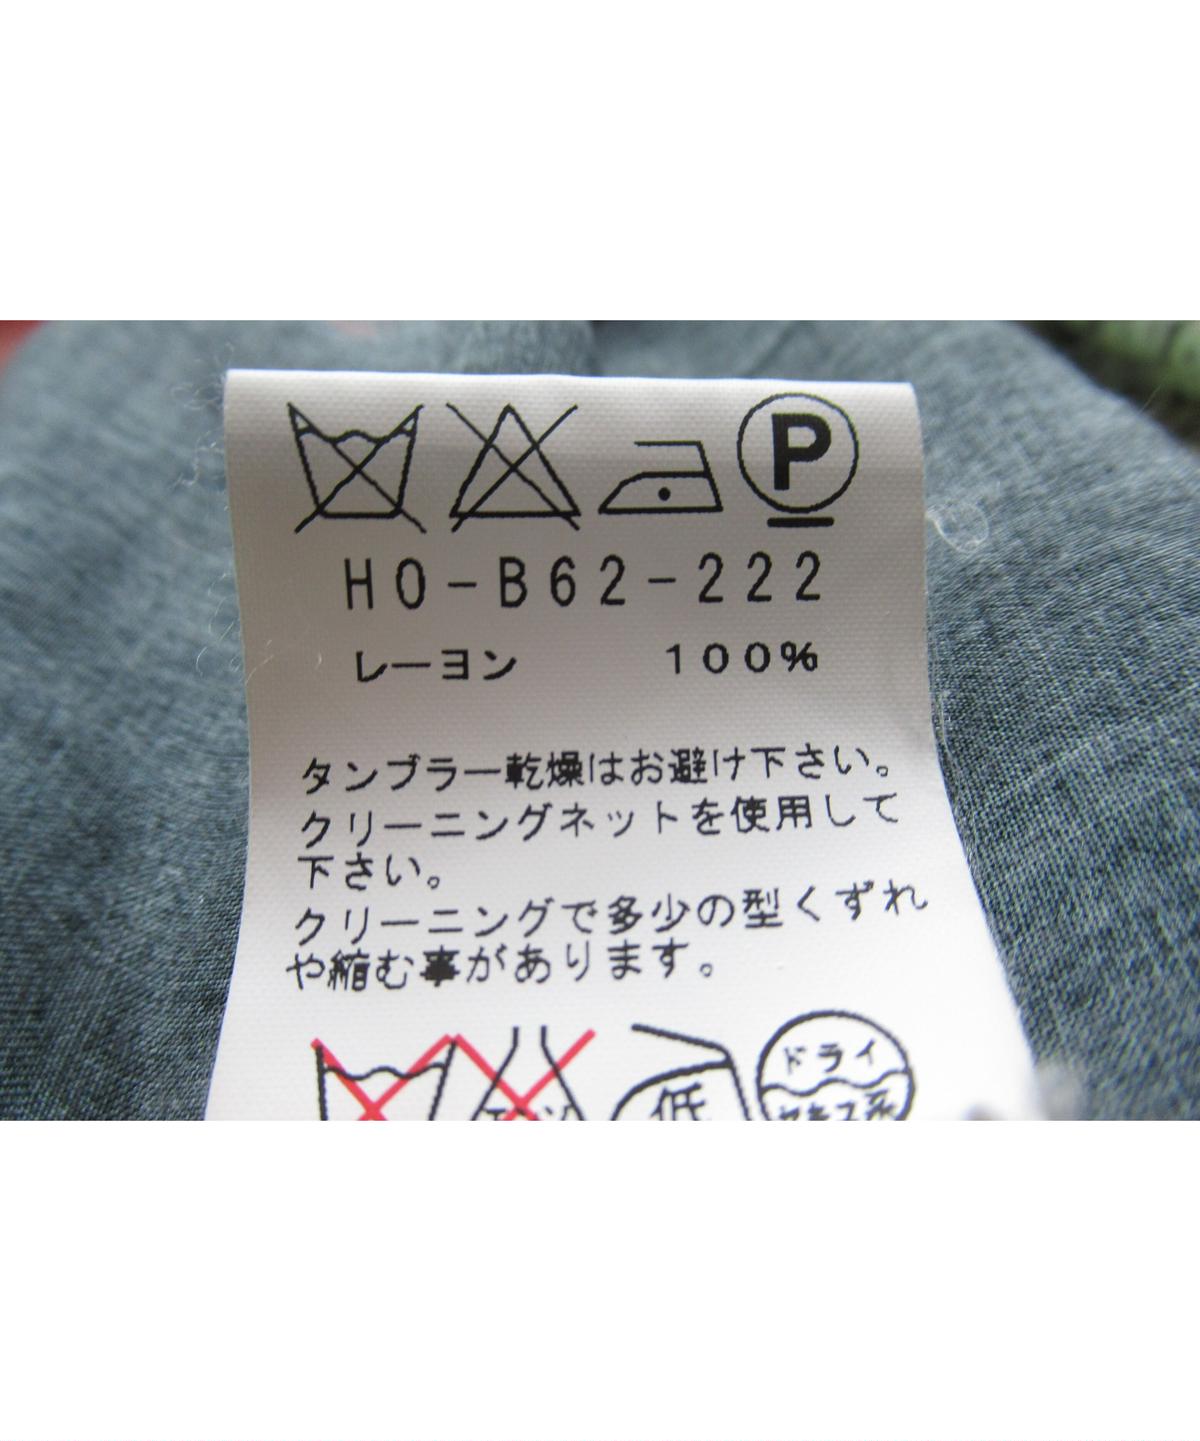 P
H0-B62-222
レーヨン 100%
タンブラー乾燥はお避け下さい。
クリーニングネットを使用して
下さい。
クリーニングで多少の型くずれ
や縮む事があります。
低
ドライ